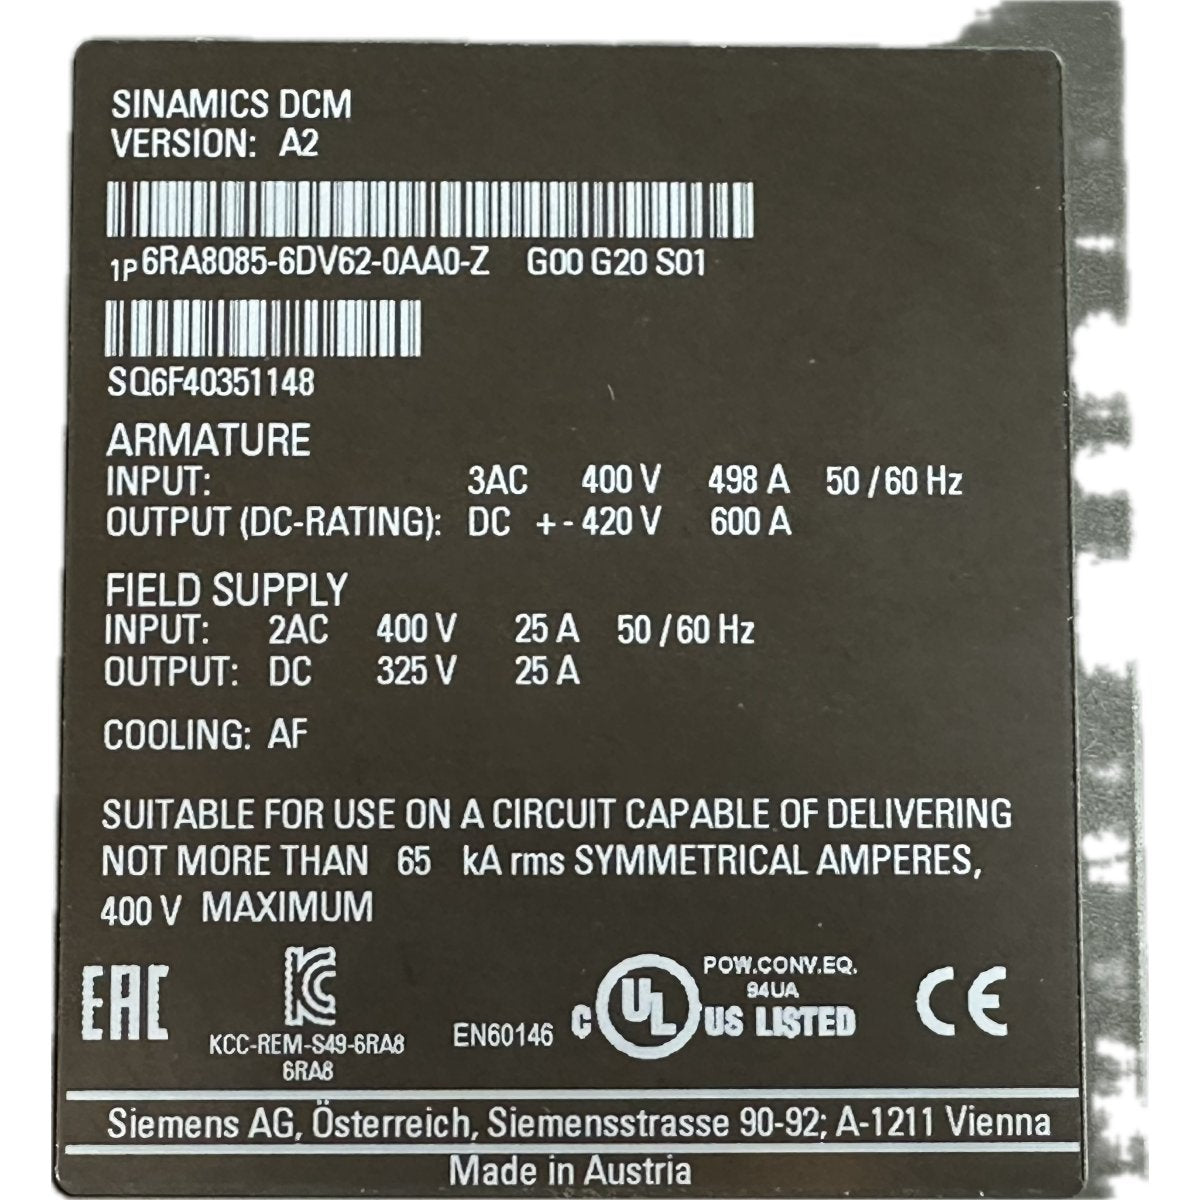 SINAMICS DCM
VERSION: A2
1P 6RA8085-6DV62-0AA0-Z G00 G20 S01
SQ6F40351148
ARMATURE
INPUT: 3AC 400 V 498 A 50 / 60 Hz
OUTPUT (DC-RATING): DC + - 420 V 600 A
FIELD SUPPLY
INPUT: 2AC 400 V 25 A 50 / 60 Hz
OUTPUT: DC 325 V 25 A
COOLING: AF
SUITABLE FOR USE ON A CIRCUIT CAPABLE OF DELIVERING
NOT MORE THAN 65 kA rms SYMMETRICAL AMPERES,
400 V MAXIMUM
EAC
KC
KCC-REM-S49-6RA8
6RA8
EN60146
POW.CONV.EQ.
94UA
C UL US LISTED
CE
Siemens AG, Österreich, Siemensstrasse 90-92; A-1211 Vienna
Made in Austria